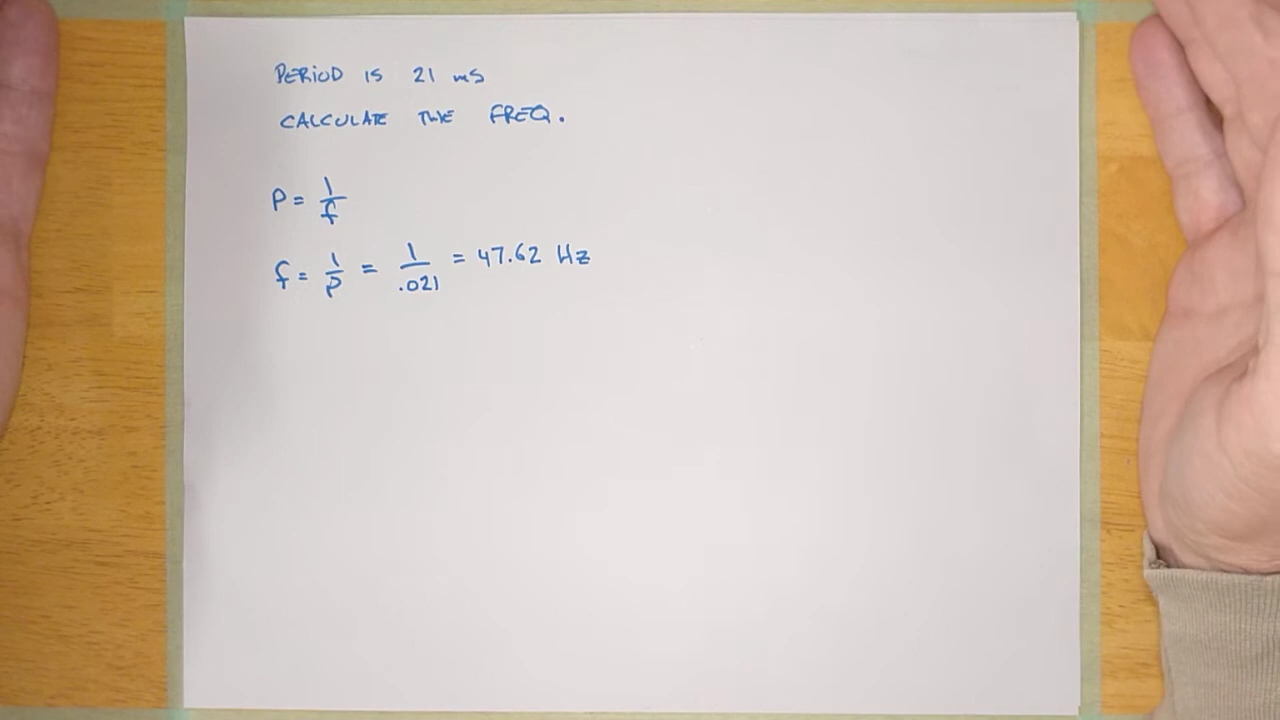 PERIOD IS 21 ms
CALCULATE THE FREQ.
P = 1/f
f = 1/P = 1/.021 = 47.62 Hz